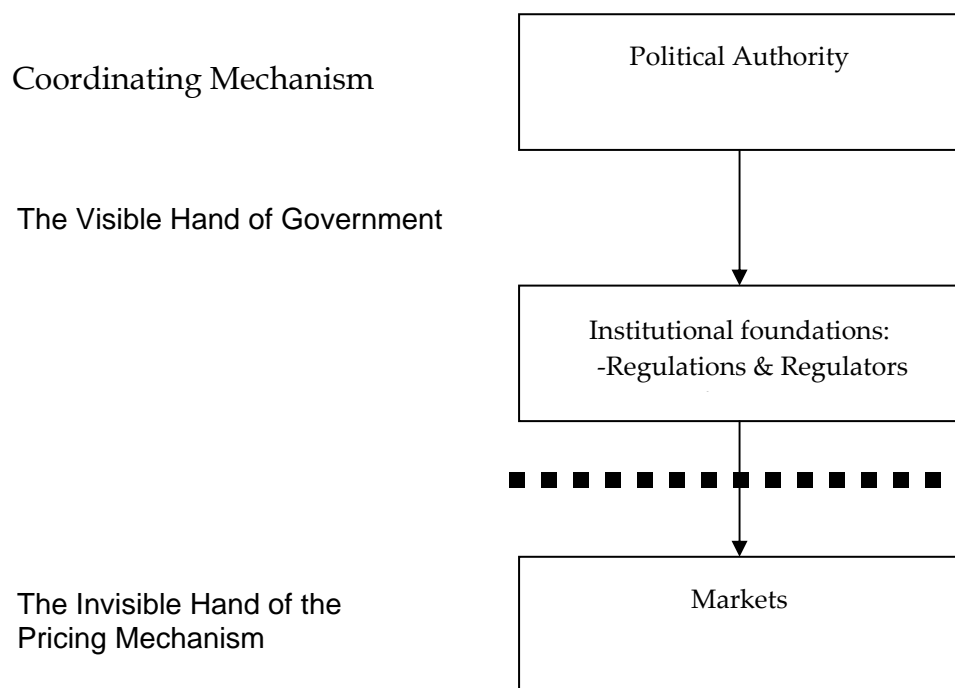 Political Authority
Coordinating Mechanism
The Visible Hand of Government
Institutional foundations:
-Regulations & Regulators
Markets
The Invisible Hand of the
Pricing Mechanism